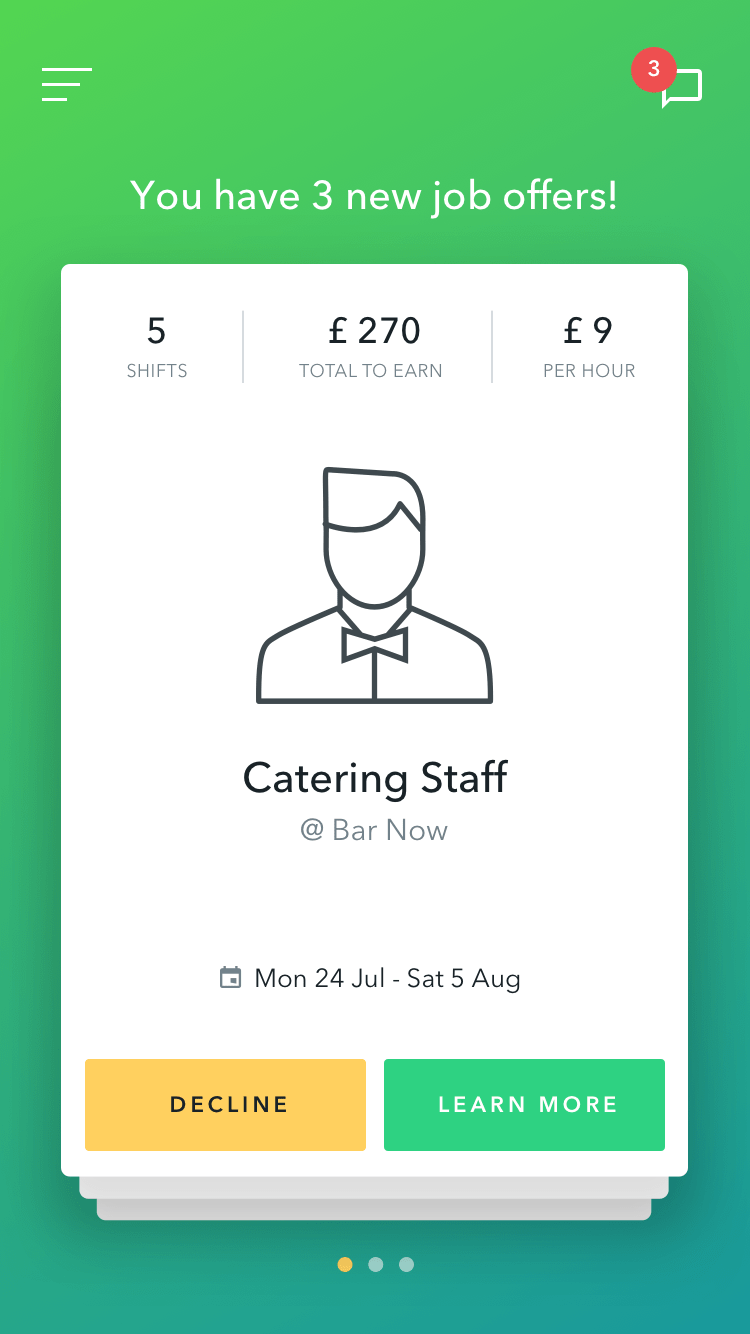 3
You have 3 new job offers!
5
SHIFTS
£ 270
TOTAL TO EARN
£ 9
PER HOUR
Catering Staff
@ Bar Now
Mon 24 Jul - Sat 5 Aug
DECLINE
LEARN MORE